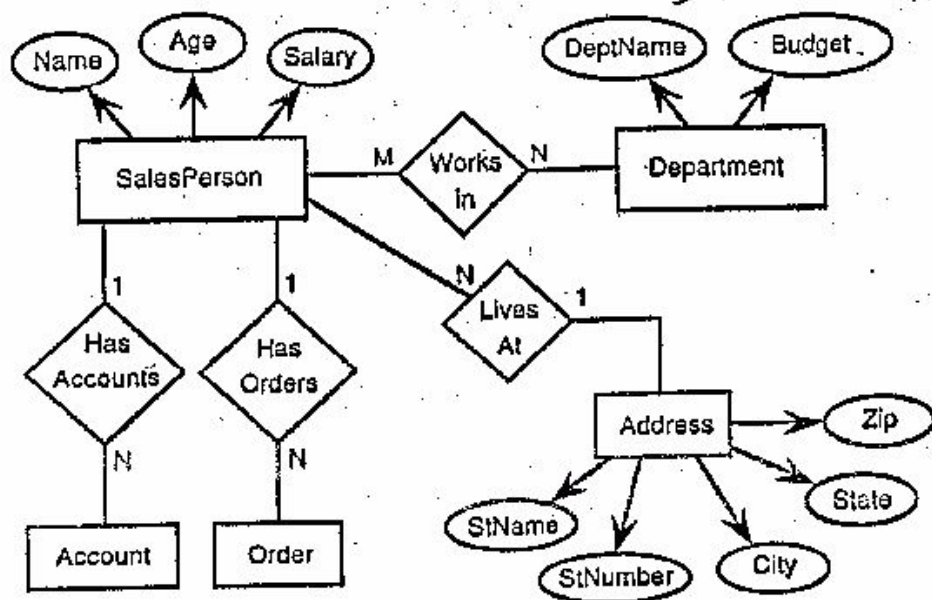 Name
Age
Salary
DeptName
Budget
SalesPerson
M
Works
In
N
Department
1
1
N
Lives
At
1
Has
Accounts
Has
Orders
N
N
Account
Order
Address
Zip
State
City
StNumber
StName